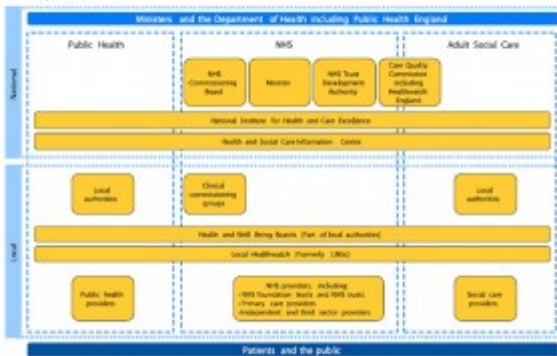 Ministers and the Department of Health including Public Health England
Public Health
NHS
Adult Social Care
National
NHS
Commissioning
Board
Monitor
NHS Trust
Development
Authority
Care Quality
Commission
including
Healthwatch
England
National Institute for Health and Care Excellence
Health and Social Care Information Centre
Local
Local
authorities
Clinical
commissioning
groups
Local
authorities
Health and Well Being Boards (Part of local authorities)
Local Healthwatch (Formerly LINks)
Public health
providers
NHS providers, including:
•NHS foundation trusts and NHS trusts
•Primary care providers
•Independent and third sector providers
Social care
providers
Patients and the public